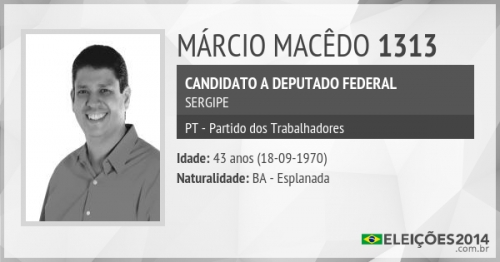 MÁRCIO MACÊDO 1313
CANDIDATO A DEPUTADO FEDERAL
SERGIPE
PT - Partido dos Trabalhadores
Idade: 43 anos (18-09-1970)
Naturalidade: BA - Esplanada
ELEIÇÕES2014
.com.br